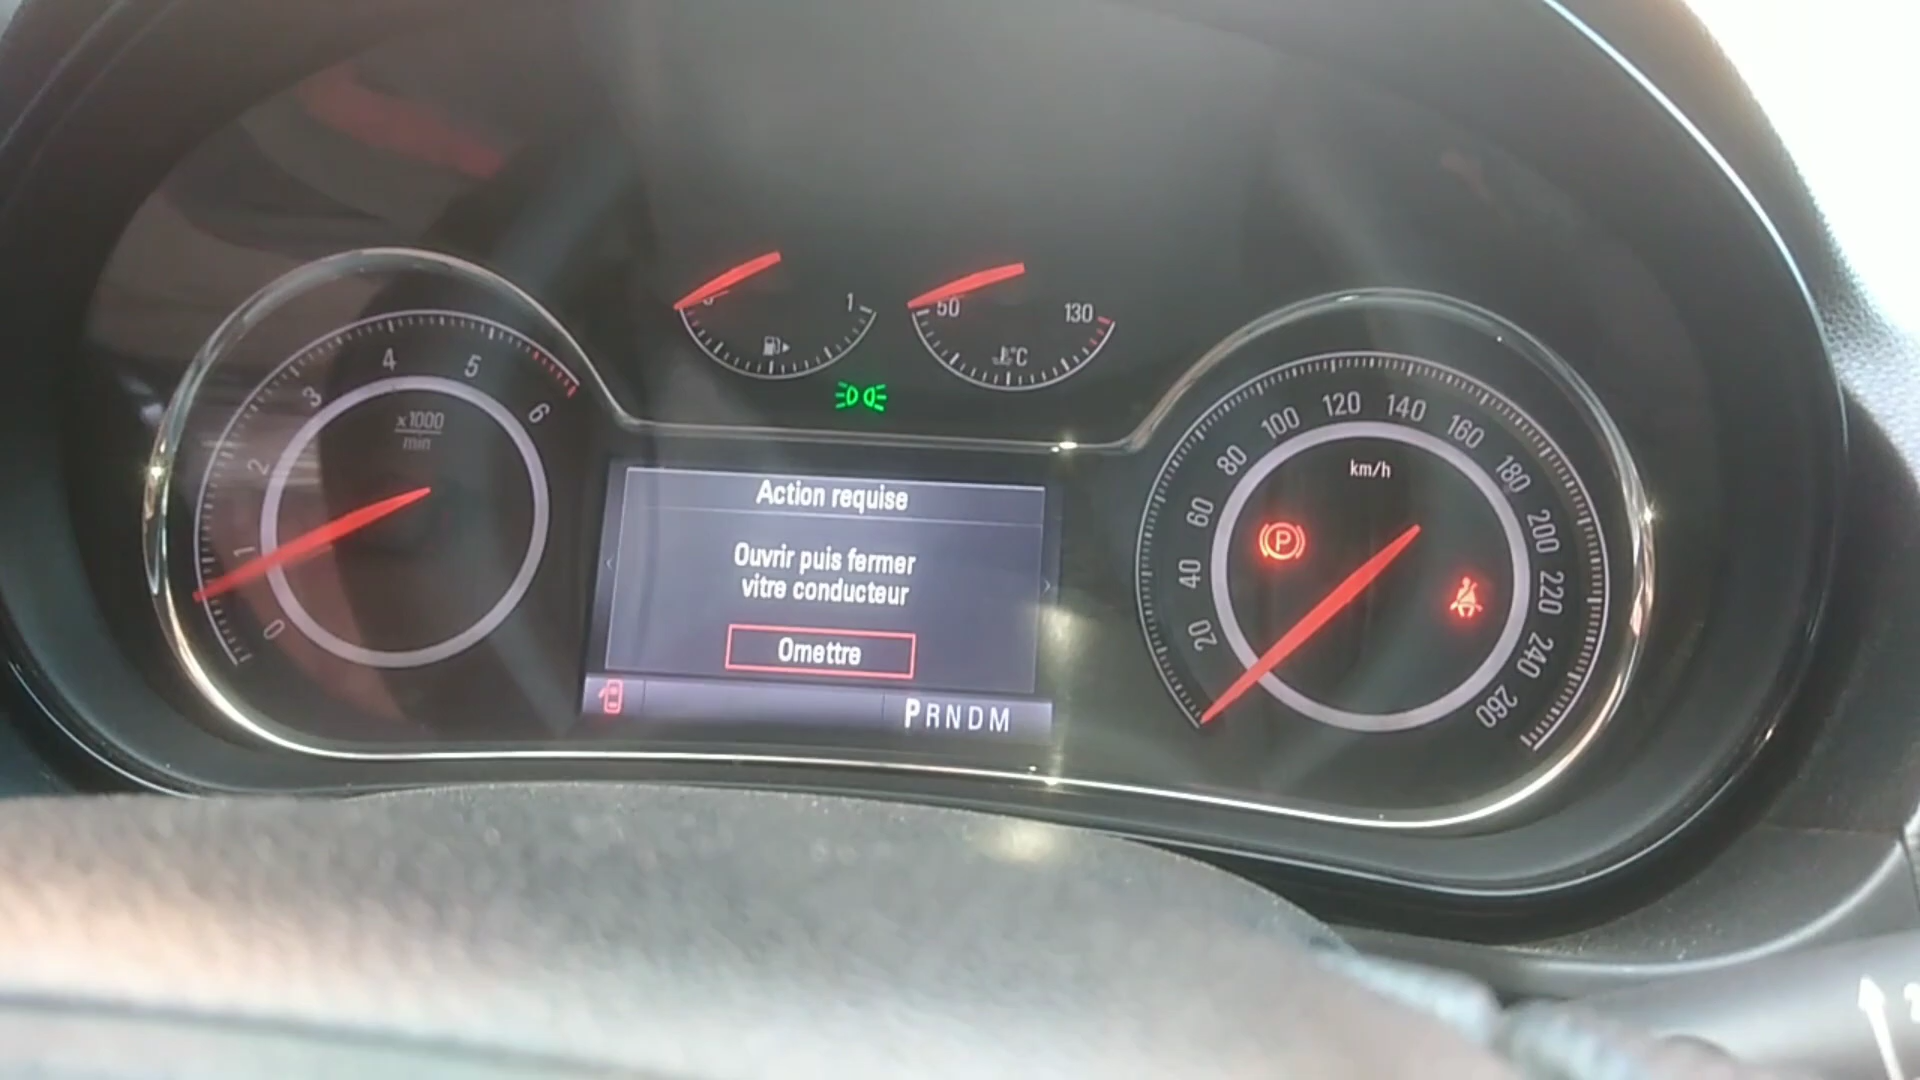 0
1
2
3
4
5
6
x1000
min
1
50
130
°C
Action requise
Ouvrir puis fermer
vitre conducteur
Omettre
PRNDM
20
40
60
80
100
120
140
160
180
200
220
240
260
km/h
P